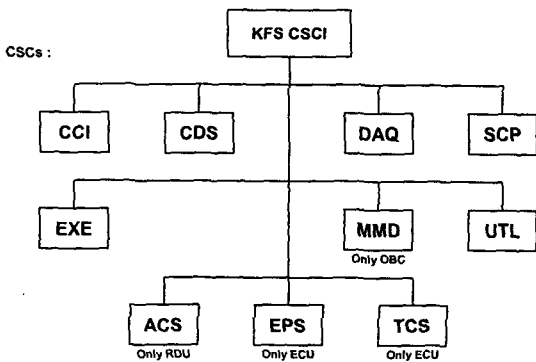 KFS CSCI
CSCs :
CCI CDS DAQ SCP
EXE MMD UTL
Only OBC
ACS EPS TCS
Only RDU Only ECU Only ECU